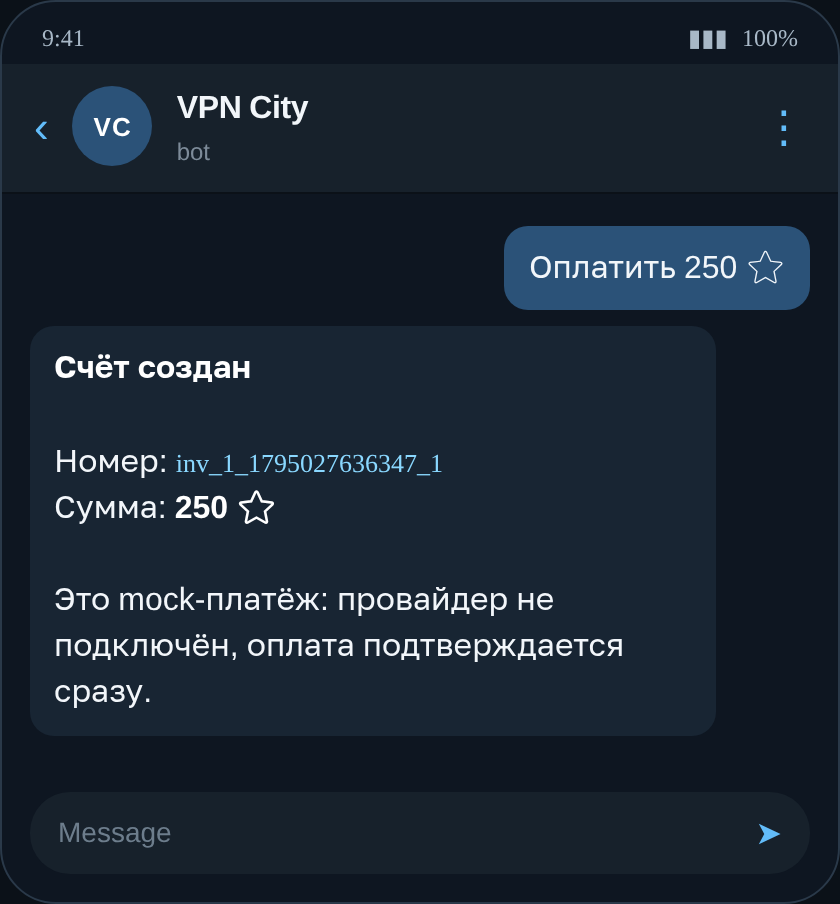 9:41 100%
VC
VPN City
bot
Оплатить 250 ☆
Счёт создан
Номер: inv_1_1795027636347_1
Сумма: 250 ☆
Это mock-платёж: провайдер не
подключён, оплата подтверждается
сразу.
Message